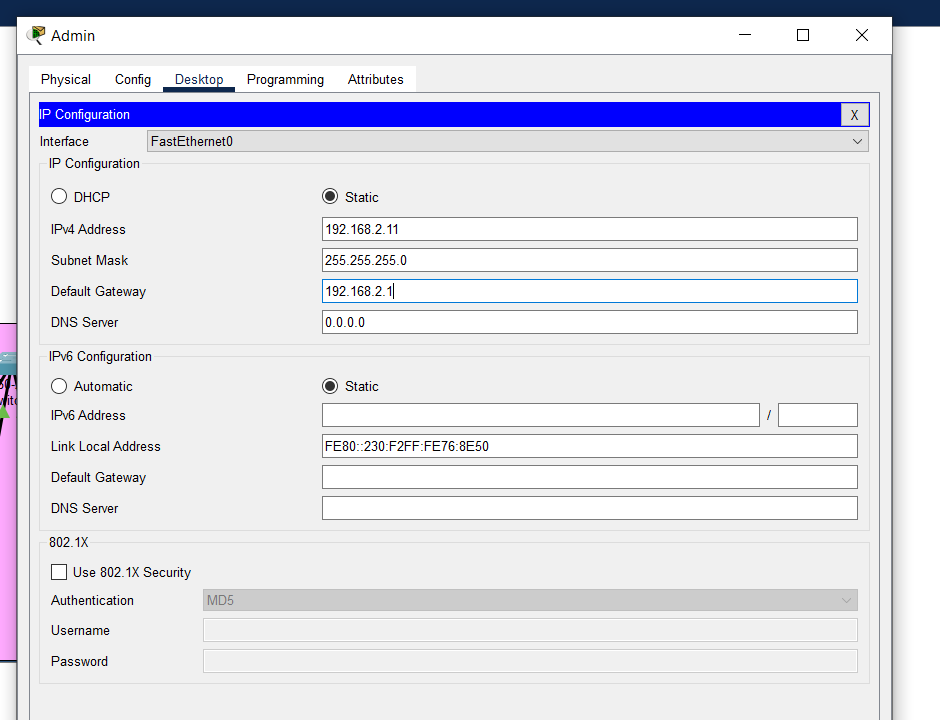 Admin
Physical Config Desktop Programming Attributes
IP Configuration X
Interface FastEthernet0
IP Configuration
DHCP Static
IPv4 Address 192.168.2.11
Subnet Mask 255.255.255.0
Default Gateway 192.168.2.1
DNS Server 0.0.0.0
IPv6 Configuration
Automatic Static
IPv6 Address /
Link Local Address FE80::230:F2FF:FE76:8E50
Default Gateway
DNS Server
802.1X
Use 802.1X Security
Authentication MD5
Username
Password